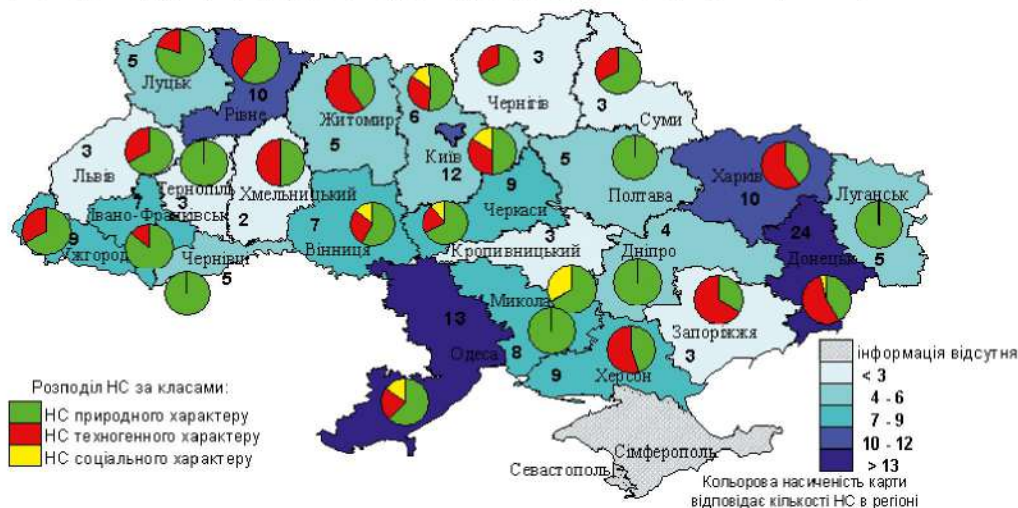 3
5
Луцьк
10
Рівне
Житомир
5
6
Київ
12
Чернігів
3
Суми
3
Львів
Тернопіль
3
Хмельницький
2
7
Івано-Франківськ
9
Ужгород
Чернівці
5
7
Вінниця
9
Черкаси
5
Полтава
Харків
10
Луганськ
5
3
Кропивницький
4
Дніпро
24
Донецьк
13
Одеса
Микола
8
9
Херсон
Запоріжжя
3
Сімферополь
Севастополь
Розподіл НС за класами:
НС природного характеру
НС техногенного характеру
НС соціального характеру
інформація відсутня
< 3
4 - 6
7 - 9
10 - 12
> 13
Кольорова насиченість карти
відповідає кількості НС в регіоні